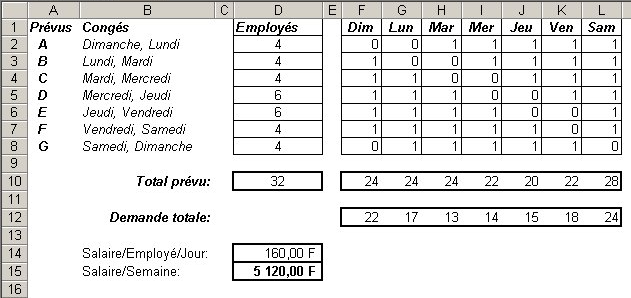 A B C D E F G H I J K L
1 Prévus Congés Employés Dim Lun Mar Mer Jeu Ven Sam
2 A Dimanche, Lundi 4 0 0 1 1 1 1 1
3 B Lundi, Mardi 4 1 0 0 1 1 1 1
4 C Mardi, Mercredi 4 1 1 0 0 1 1 1
5 D Mercredi, Jeudi 6 1 1 1 0 0 1 1
6 E Jeudi, Vendredi 6 1 1 1 1 0 0 1
7 F Vendredi, Samedi 4 1 1 1 1 1 0 1
8 G Samedi, Dimanche 4 0 1 1 1 1 1 0
9
10 Total prévu: 32 24 24 24 22 20 22 28
11
12 Demande totale: 22 17 13 14 15 18 24
13
14 Salaire/Employé/Jour: 160,00 F
15 Salaire/Semaine: 5 120,00 F
16